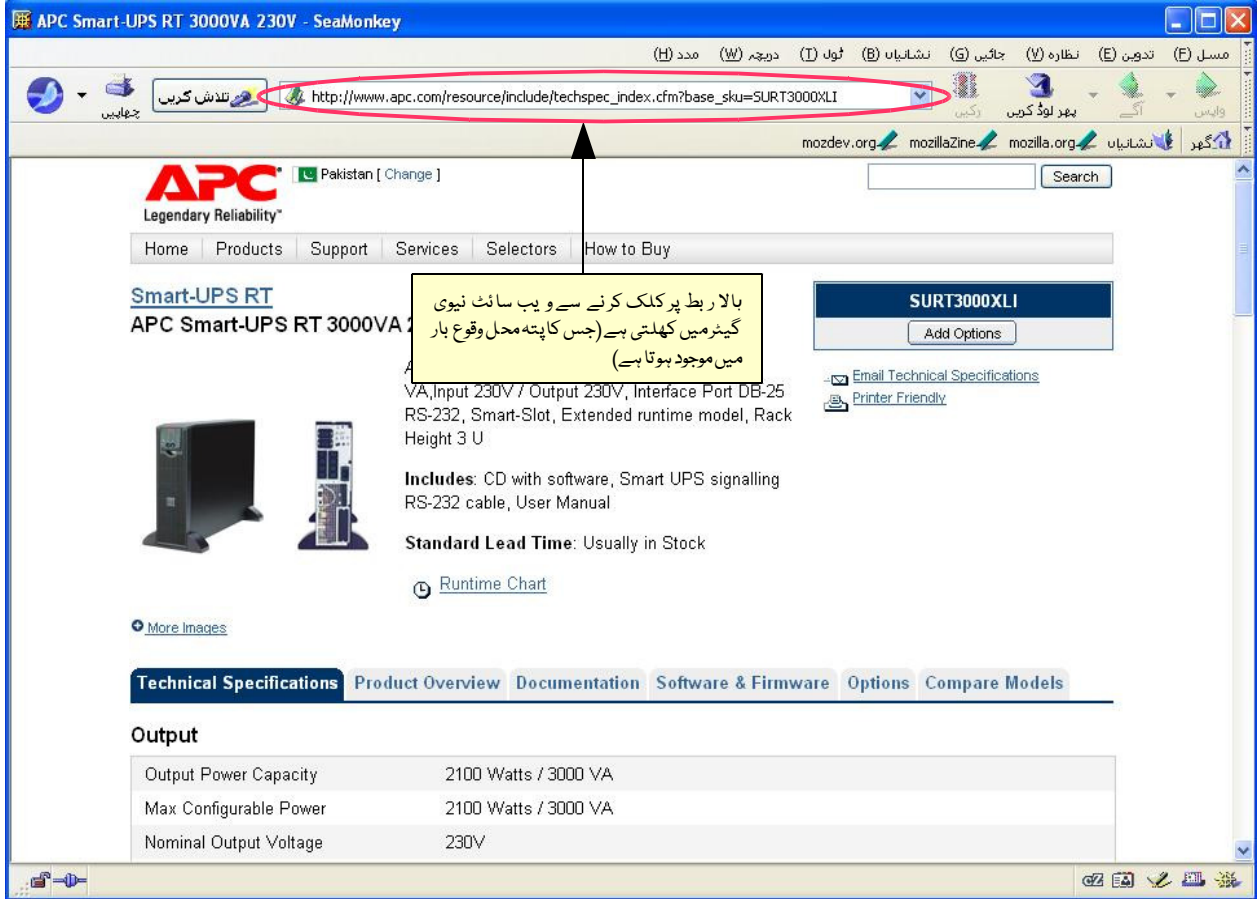 APC Smart-UPS RT 3000VA 230V - SeaMonkey
مسل (F) تدوین (E) نظارہ (V) جائیں (G) نشانیاں (B) ٹول (T) دریچہ (W) مدد (H)
واپس آگے پھر لوڈ کریں رکیں http://www.apc.com/resource/include/techspec_index.cfm?base_sku=SURT3000XLI تلاش کریں چھاپیں
گھر نشانیاں mozilla.org mozillaZine mozdev.org
APC
Legendary Reliability™
Pakistan [ Change ]
Search
Home Products Support Services Selectors How to Buy
Smart-UPS RT
APC Smart-UPS RT 3000VA
بالا ربط پر کلک کرنے سے ویب سائٹ نیوی
گیٹر میں کھلتی ہے (جس کا پتہ محل وقوع بار
میں موجود ہوتا ہے)
VA,Input 230V / Output 230V, Interface Port DB-25
RS-232, Smart-Slot, Extended runtime model, Rack
Height 3 U
Includes: CD with software, Smart UPS signalling
RS-232 cable, User Manual
Standard Lead Time: Usually in Stock
Runtime Chart
SURT3000XLI
Add Options
Email Technical Specifications
Printer Friendly
More Images
Technical Specifications Product Overview Documentation Software & Firmware Options Compare Models
Output
Output Power Capacity 2100 Watts / 3000 VA
Max Configurable Power 2100 Watts / 3000 VA
Nominal Output Voltage 230V